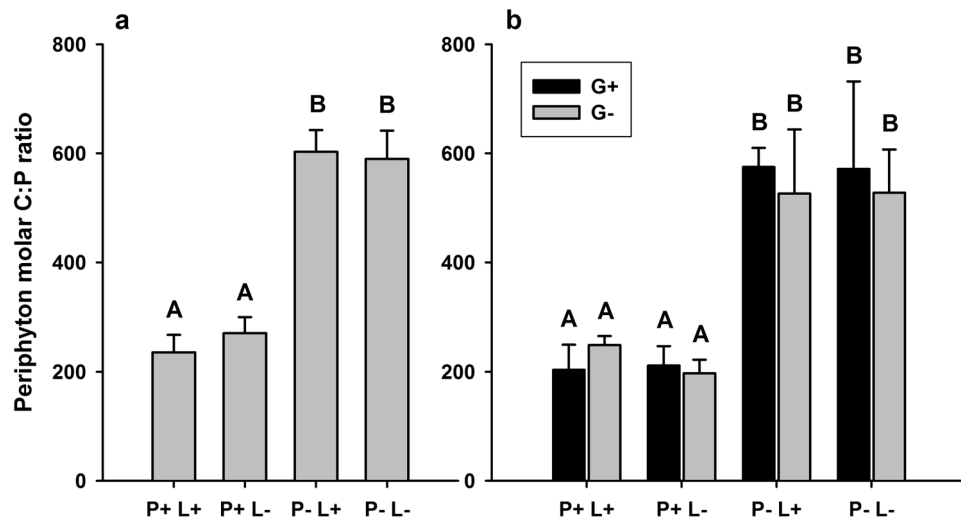 a
b
Periphyton molar C:P ratio
800
600
400
200
0
A
A
B
B
P+ L+
P+ L-
P- L+
P- L-
800
600
400
200
0
G+
G-
A
A
A
A
B
B
B
B
P+ L+
P+ L-
P- L+
P- L-